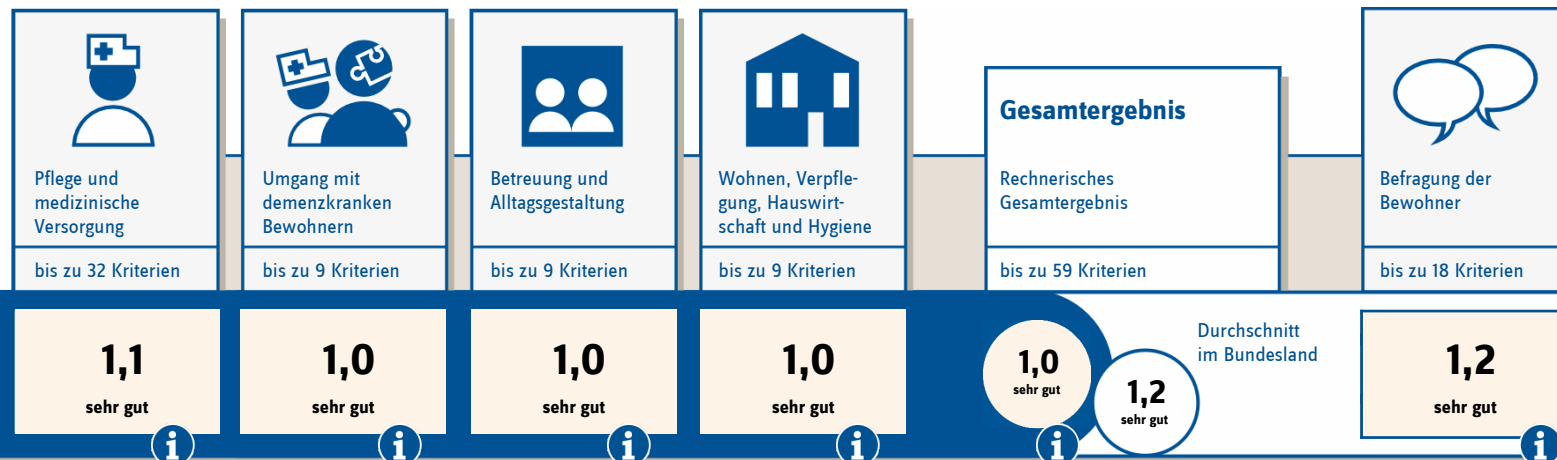 Pflege und
medizinische
Versorgung
bis zu 32 Kriterien
1,1
sehr gut
i
Umgang mit
demenzkranken
Bewohnern
bis zu 9 Kriterien
1,0
sehr gut
i
Betreuung und
Alltagsgestaltung
bis zu 9 Kriterien
1,0
sehr gut
i
Wohnen, Verpfle-
gung, Hauswirt-
schaft und Hygiene
bis zu 9 Kriterien
1,0
sehr gut
i
Gesamtergebnis
Rechnerisches
Gesamtergebnis
bis zu 59 Kriterien
1,0
sehr gut
i
Durchschnitt
im Bundesland
1,2
sehr gut
Befragung der
Bewohner
bis zu 18 Kriterien
1,2
sehr gut
i